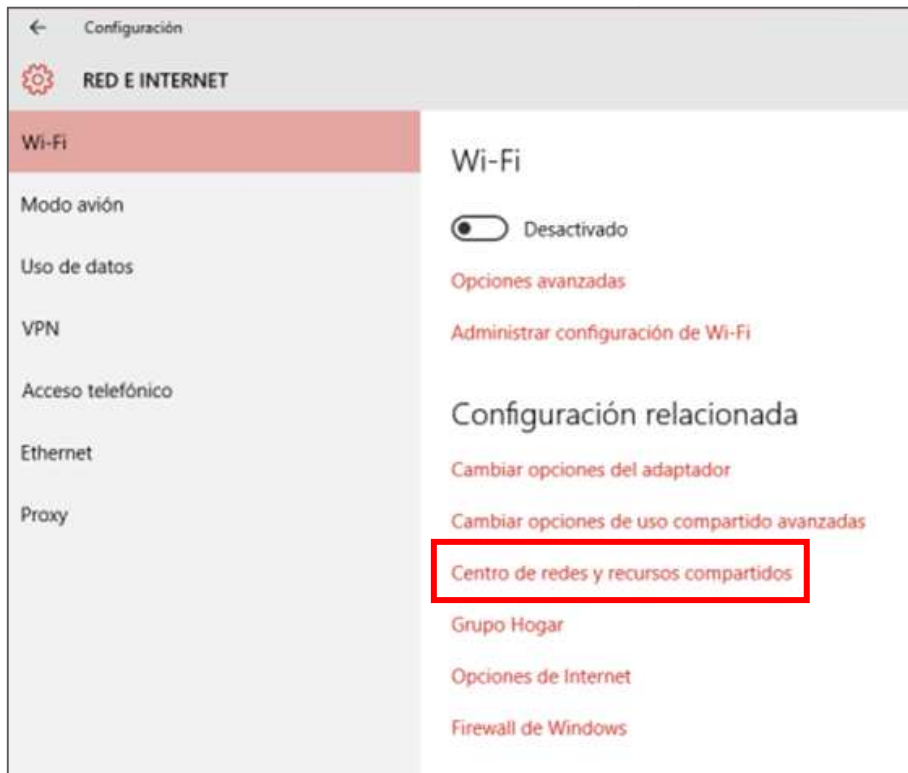 Configuración
RED E INTERNET
Wi-Fi
Modo avión
Uso de datos
VPN
Acceso telefónico
Ethernet
Proxy
Wi-Fi
Desactivado
Opciones avanzadas
Administrar configuración de Wi-Fi
Configuración relacionada
Cambiar opciones del adaptador
Cambiar opciones de uso compartido avanzadas
Centro de redes y recursos compartidos
Grupo Hogar
Opciones de Internet
Firewall de Windows